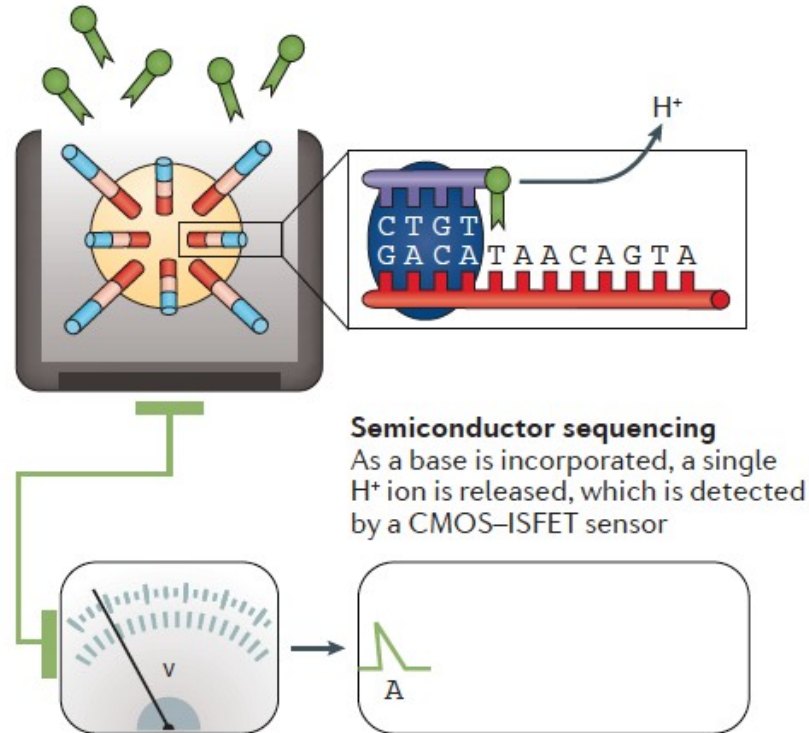 H⁺
C T G T
G A C A T A A C A G T A
Semiconductor sequencing
As a base is incorporated, a single
H⁺ ion is released, which is detected
by a CMOS–ISFET sensor
V
A